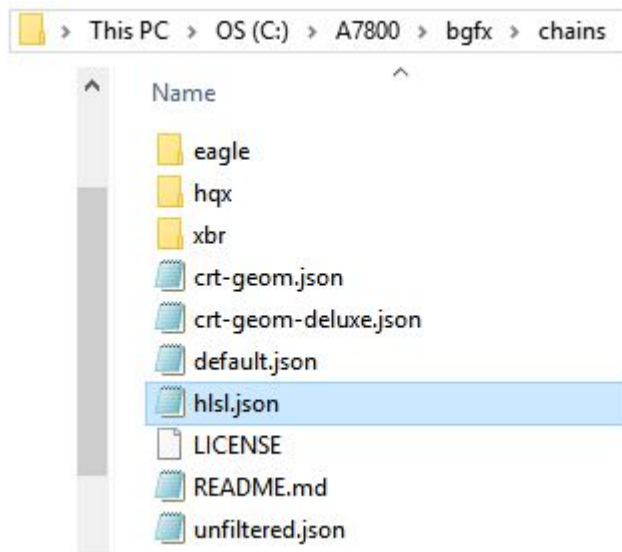 This PC > OS (C:) > A7800 > bgfx > chains
Name
eagle
hqx
xbr
crt-geom.json
crt-geom-deluxe.json
default.json
hlsl.json
LICENSE
README.md
unfiltered.json